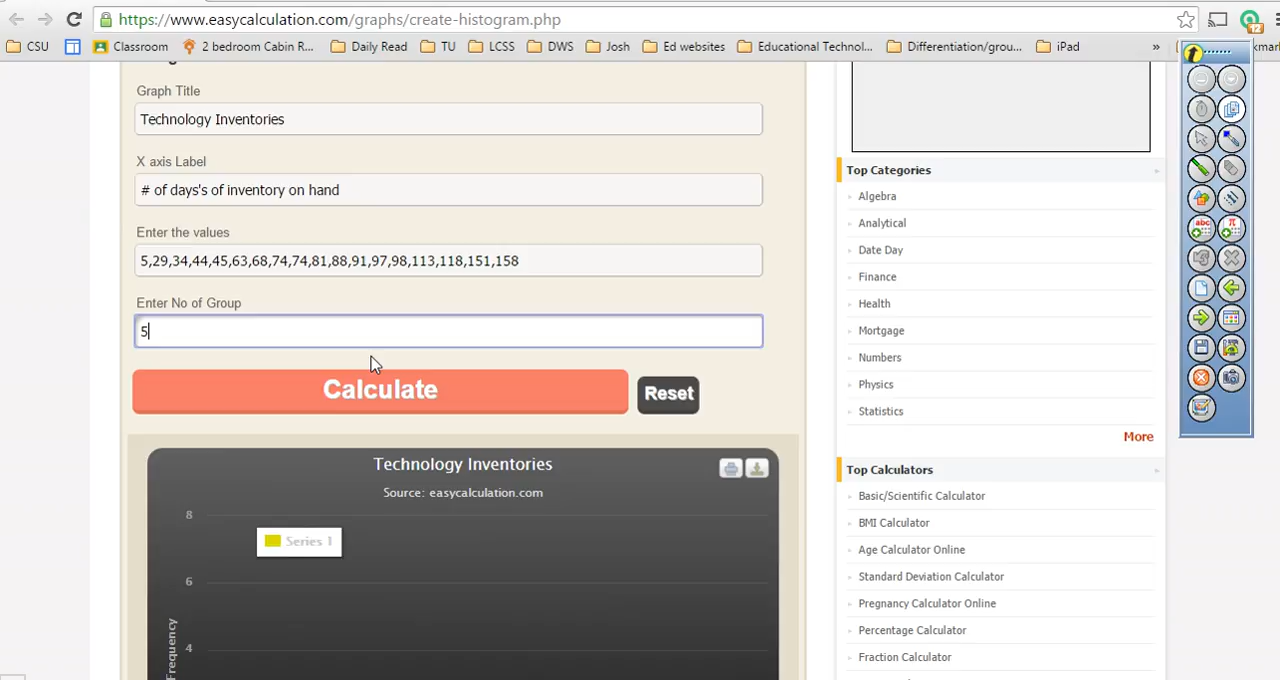 https://www.easycalculation.com/graphs/create-histogram.php
CSU Classroom 2 bedroom Cabin R... Daily Read TU LCSS DWS Josh Ed websites Educational Technol... Differentiation/grou... iPad »
Graph Title
Technology Inventories
X axis Label
# of days's of inventory on hand
Enter the values
5,29,34,44,45,63,68,74,74,81,88,91,97,98,113,118,151,158
Enter No of Group
5
Calculate
Reset
Technology Inventories
Source: easycalculation.com
8
Series 1
6
4
Frequency
Top Categories
Algebra
Analytical
Date Day
Finance
Health
Mortgage
Numbers
Physics
Statistics
More
Top Calculators
Basic/Scientific Calculator
BMI Calculator
Age Calculator Online
Standard Deviation Calculator
Pregnancy Calculator Online
Percentage Calculator
Fraction Calculator
abc
π